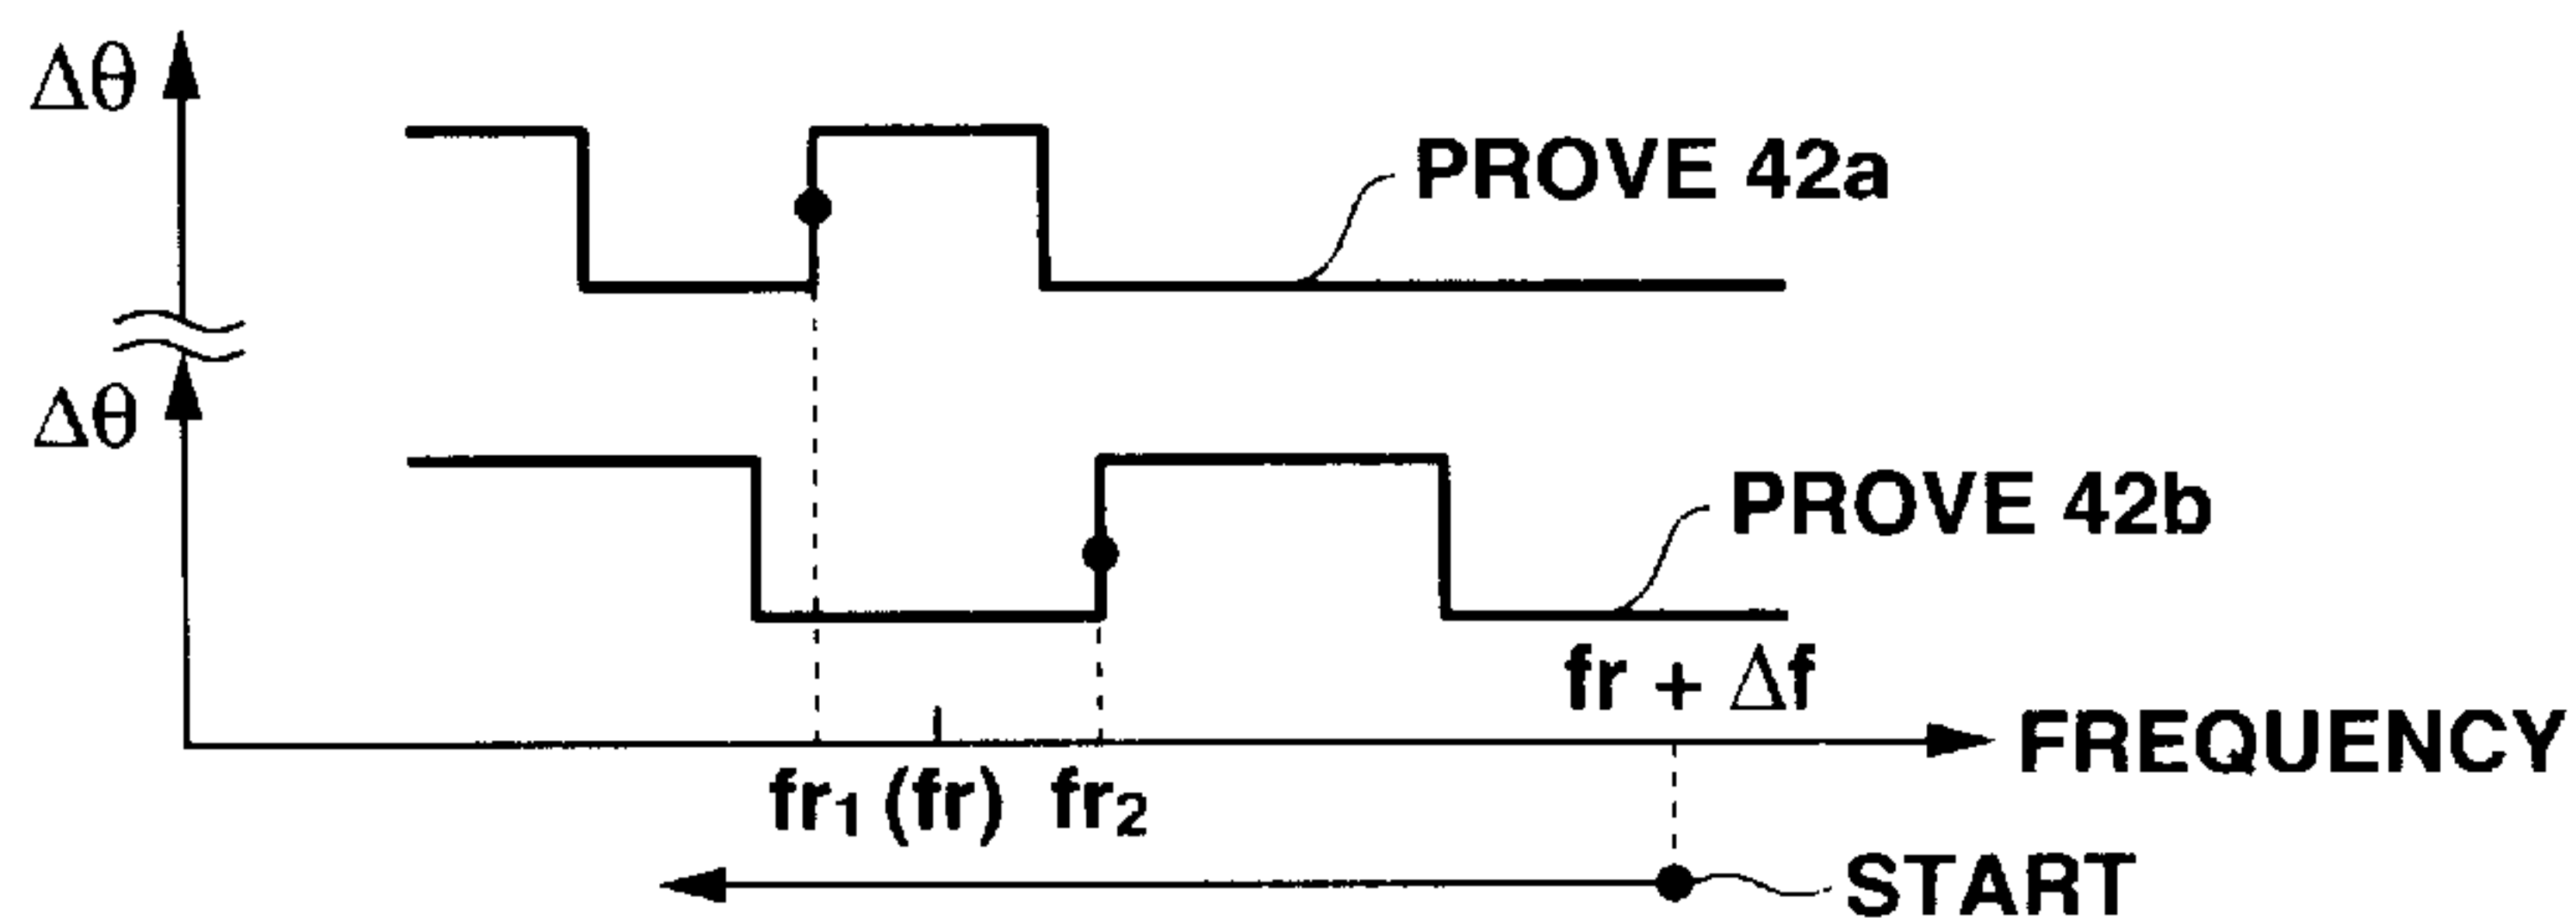 Δθ
PROVE 42a
Δθ
PROVE 42b
fr + Δf
FREQUENCY
fr₁ (fr) fr₂
START